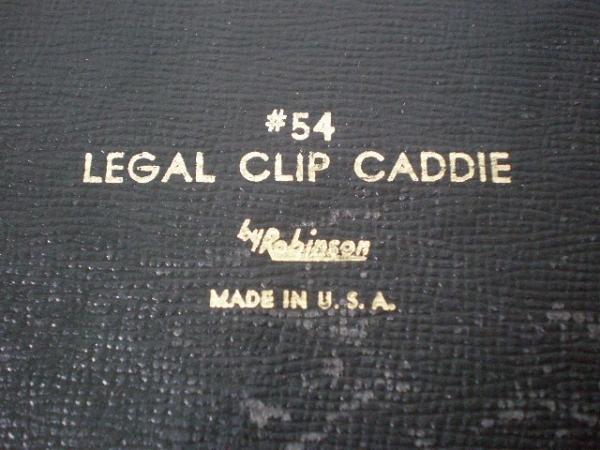 #54
LEGAL CLIP CADDIE
by Robinson
MADE IN U.S.A.